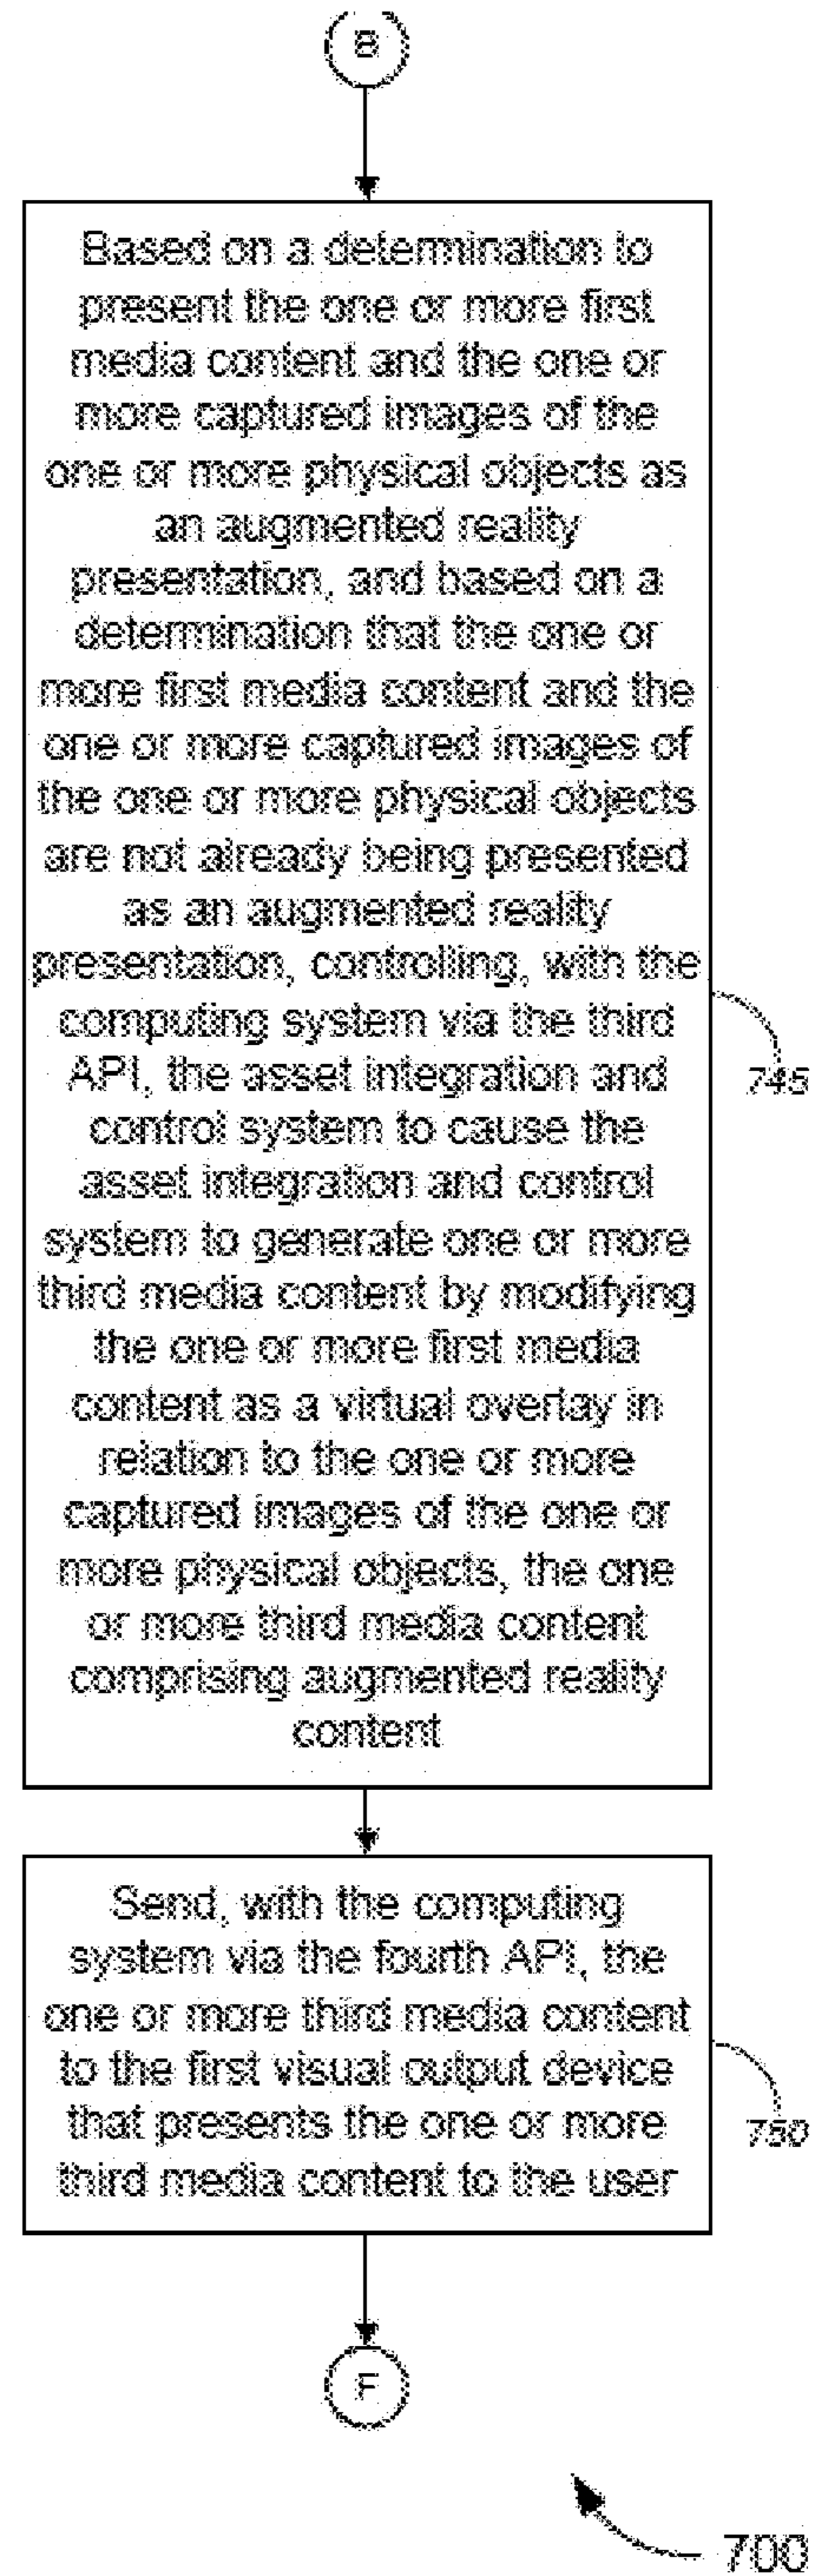 B
Based on a determination to
present the one or more first
media content and the one or
more captured images of the
one or more physical objects as
an augmented reality
presentation, and based on a
determination that the one or
more first media content and the
one or more captured images of
the one or more physical objects
are not already being presented
as an augmented reality
presentation, controlling, with the
computing system via the third
API, the asset integration and
control system to cause the
asset integration and control
system to generate one or more
third media content by modifying
the one or more first media
content as a virtual overlay in
relation to the one or more
captured images of the one or
more physical objects, the one
or more third media content
comprising augmented reality
content
745
Send, with the computing
system via the fourth API, the
one or more third media content
to the first visual output device
that presents the one or more
third media content to the user
750
F
700